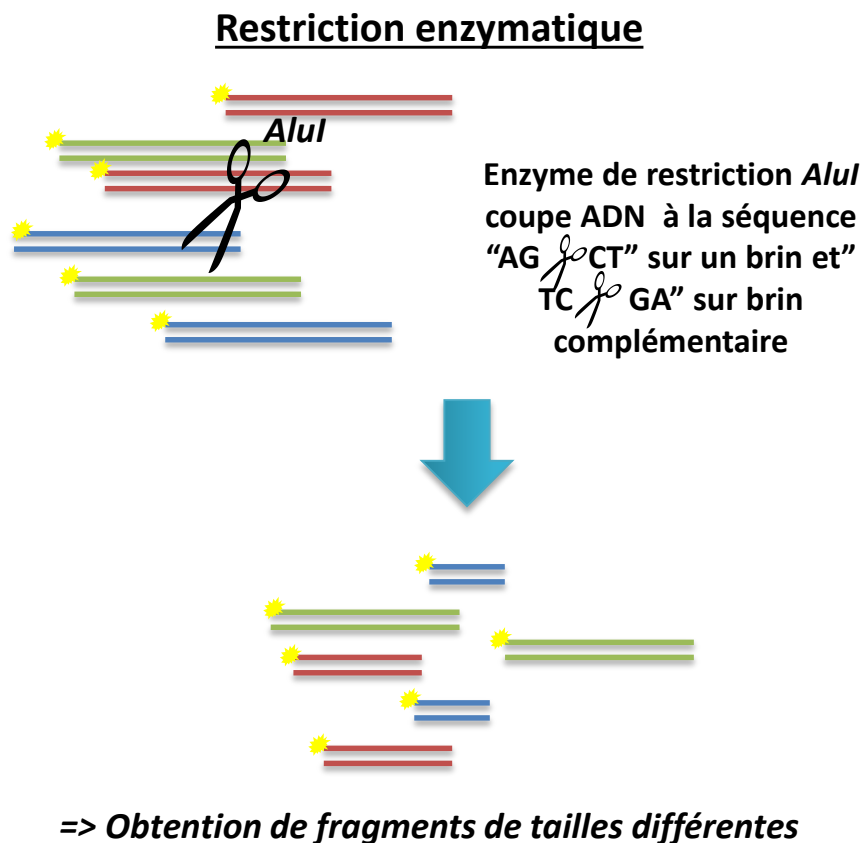 Restriction enzymatique
AluI
Enzyme de restriction AluI
coupe ADN à la séquence
“AG CT” sur un brin et”
TC GA” sur brin
complémentaire
=> Obtention de fragments de tailles différentes